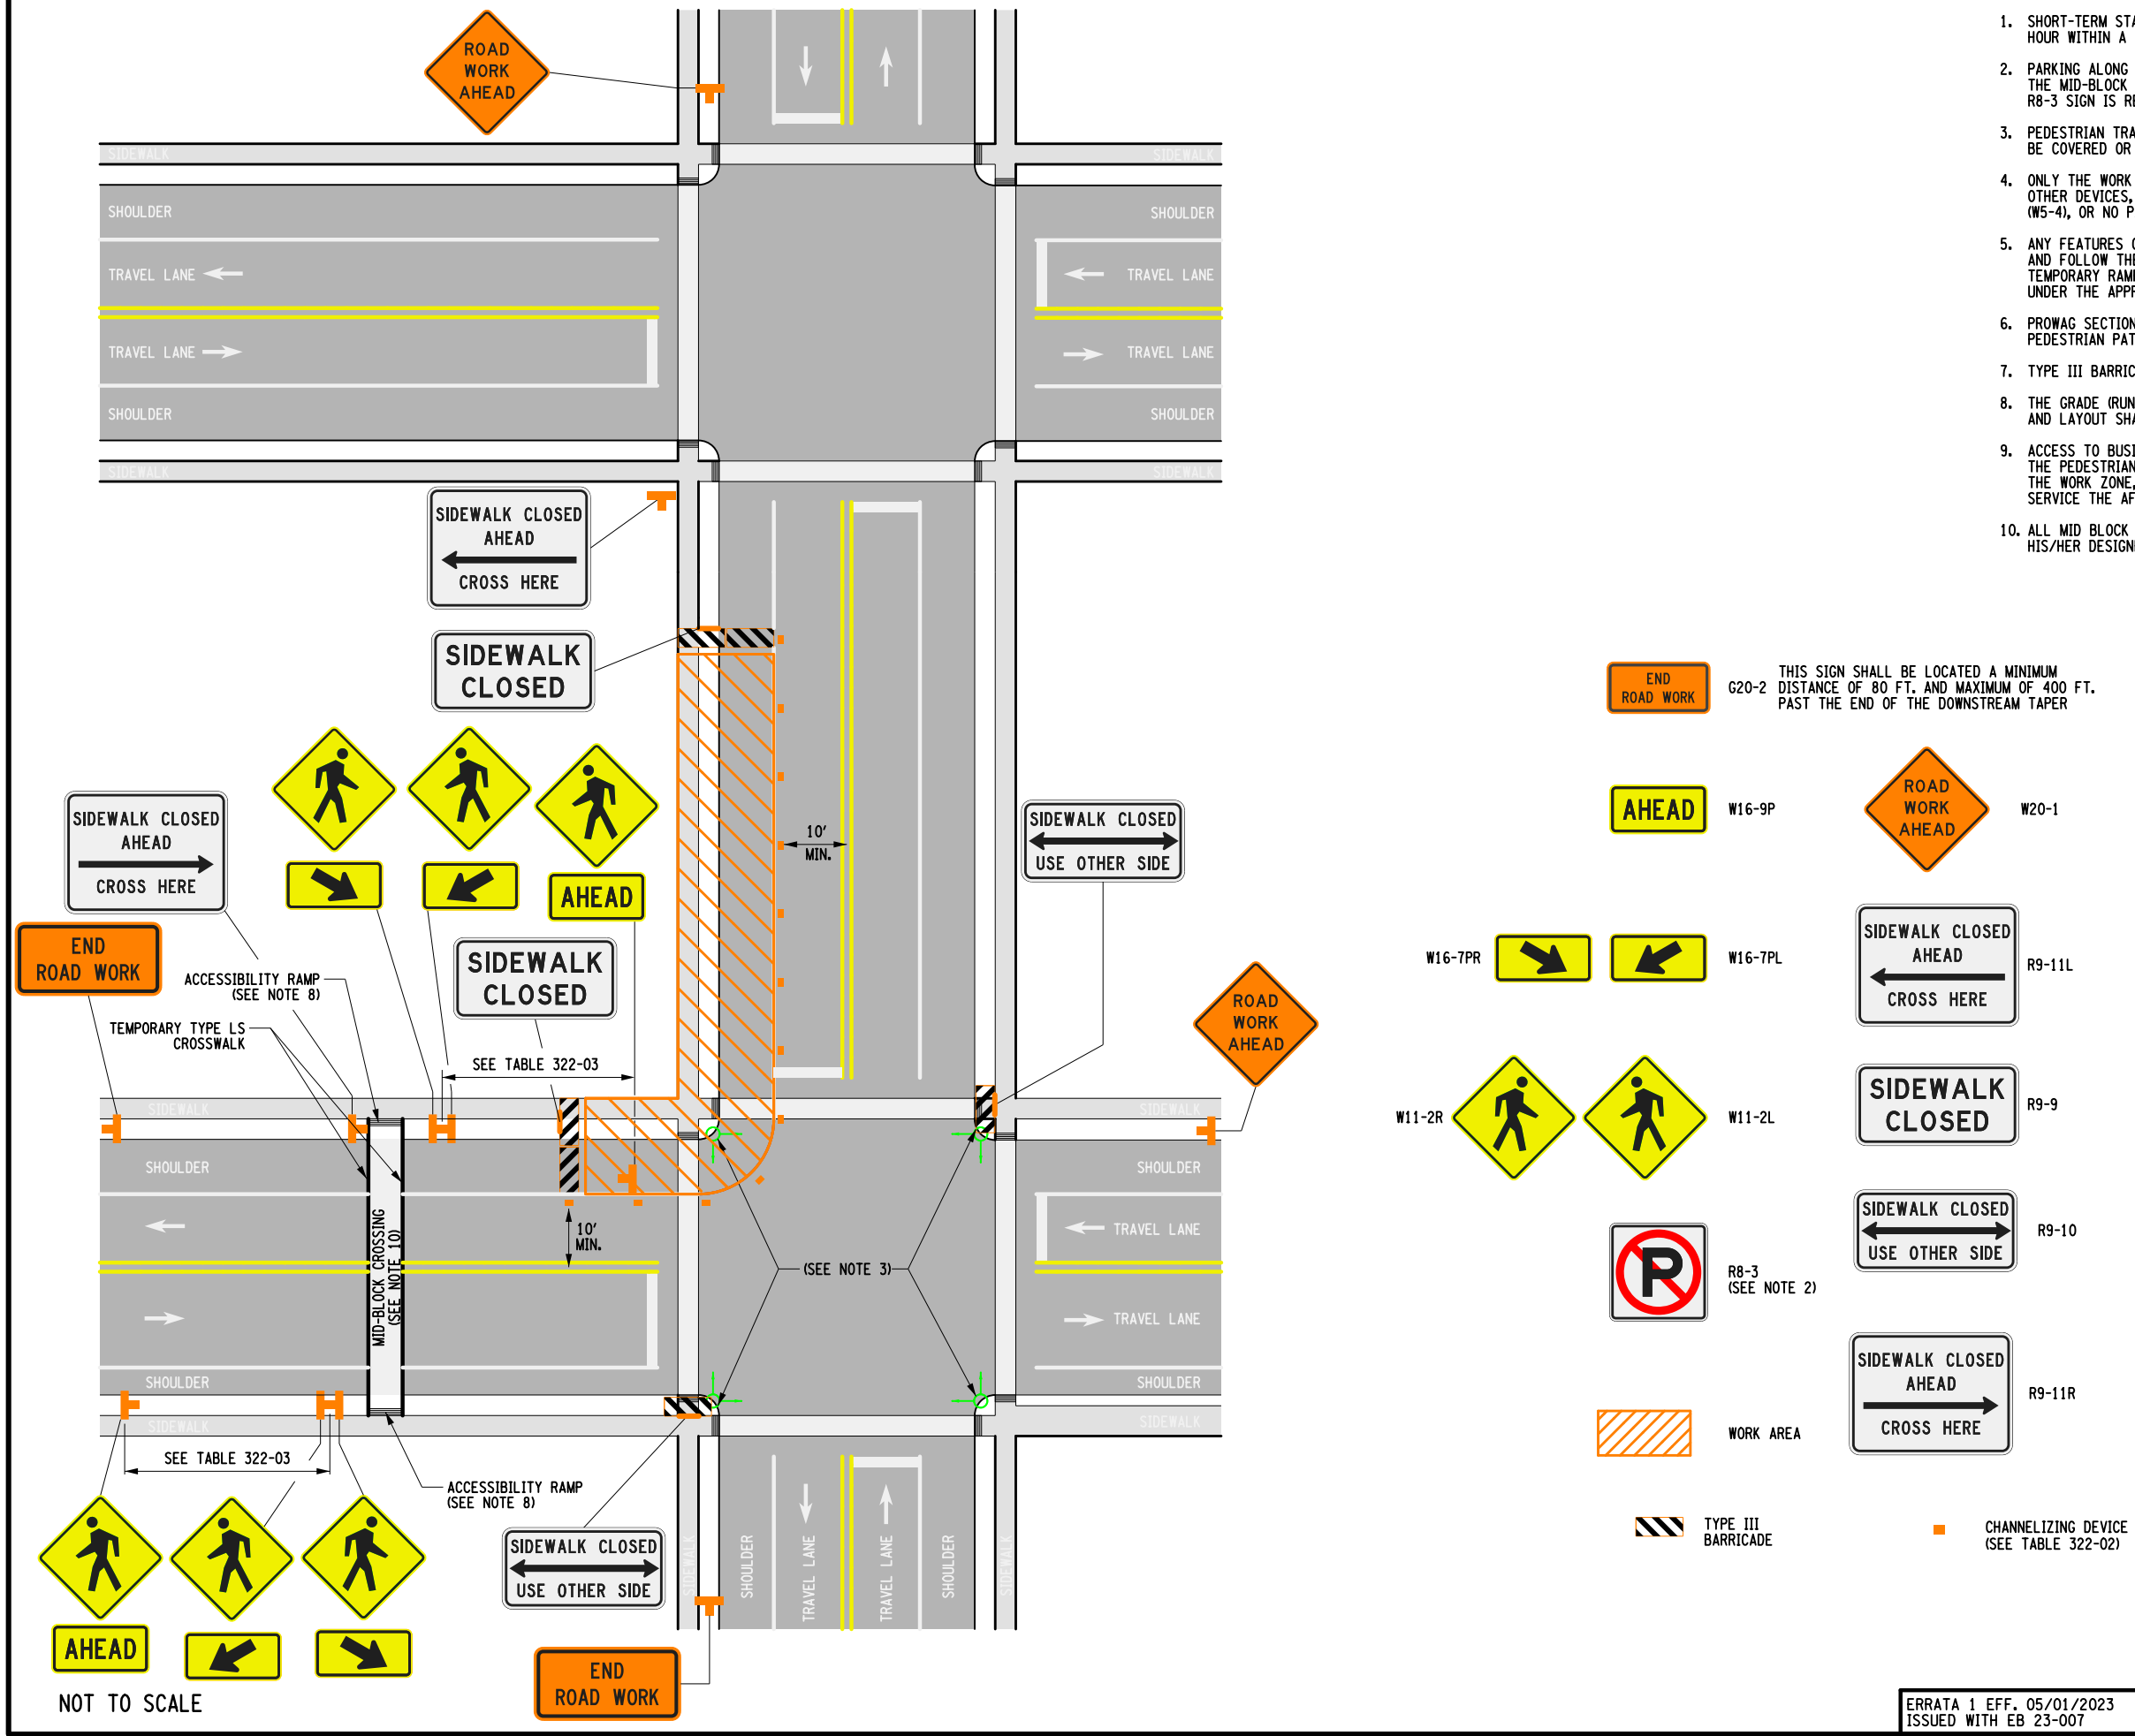 ROAD
WORK
AHEAD
SIDEWALK
SIDEWALK
SHOULDER
SHOULDER
TRAVEL LANE
TRAVEL LANE
TRAVEL LANE
TRAVEL LANE
SHOULDER
SHOULDER
SIDEWALK
SIDEWALK
SIDEWALK CLOSED
AHEAD
CROSS HERE
SIDEWALK
CLOSED
10'
MIN.
SIDEWALK CLOSED
AHEAD
CROSS HERE
AHEAD
SIDEWALK CLOSED
USE OTHER SIDE
END
ROAD WORK
ACCESSIBILITY RAMP
(SEE NOTE 8)
SIDEWALK
CLOSED
TEMPORARY TYPE LS
CROSSWALK
SEE TABLE 322-03
ROAD
WORK
AHEAD
SIDEWALK
SIDEWALK
SHOULDER
SHOULDER
10'
MIN.
MID-BLOCK CROSSING
(SEE NOTE 10)
TRAVEL LANE
(SEE NOTE 3)
TRAVEL LANE
SHOULDER
SHOULDER
SIDEWALK
SIDEWALK
SEE TABLE 322-03
ACCESSIBILITY RAMP
(SEE NOTE 8)
SIDEWALK CLOSED
USE OTHER SIDE
SIDEWALK
SHOULDER
TRAVEL LANE
TRAVEL LANE
SHOULDER
SIDEWALK
AHEAD
END
ROAD WORK
NOT TO SCALE
1. SHORT-TERM
HOUR WITHIN A
2. PARKING ALONG
THE MID-BLOCK
R8-3 SIGN IS
3. PEDESTRIAN
BE COVERED OR
4. ONLY THE WORK
OTHER DEVICES,
(W5-4), OR NO
5. ANY FEATURES
AND FOLLOW
TEMPORARY
UNDER THE
6. PROWAG SECTION
PEDESTRIAN
7. TYPE III
8. THE GRADE
AND LAYOUT
9. ACCESS TO
THE PEDESTRIAN
THE WORK ZONE,
SERVICE THE
10. ALL MID BLOCK
HIS/HER
END
ROAD WORK
G20-2
THIS SIGN SHALL BE LOCATED A MINIMUM
DISTANCE OF 80 FT. AND MAXIMUM OF 400 FT.
PAST THE END OF THE DOWNSTREAM TAPER
AHEAD
W16-9P
ROAD
WORK
AHEAD
W20-1
W16-7PR
W16-7PL
SIDEWALK CLOSED
AHEAD
CROSS HERE
R9-11L
W11-2R
W11-2L
SIDEWALK
CLOSED
R9-9
P
R8-3
(SEE NOTE 2)
SIDEWALK CLOSED
USE OTHER SIDE
R9-10
WORK AREA
SIDEWALK CLOSED
AHEAD
CROSS HERE
R9-11R
TYPE III
BARRICADE
CHANNELIZING DEVICE
(SEE TABLE 322-02)
ERRATA 1 EFF. 05/01/2023
ISSUED WITH EB 23-007